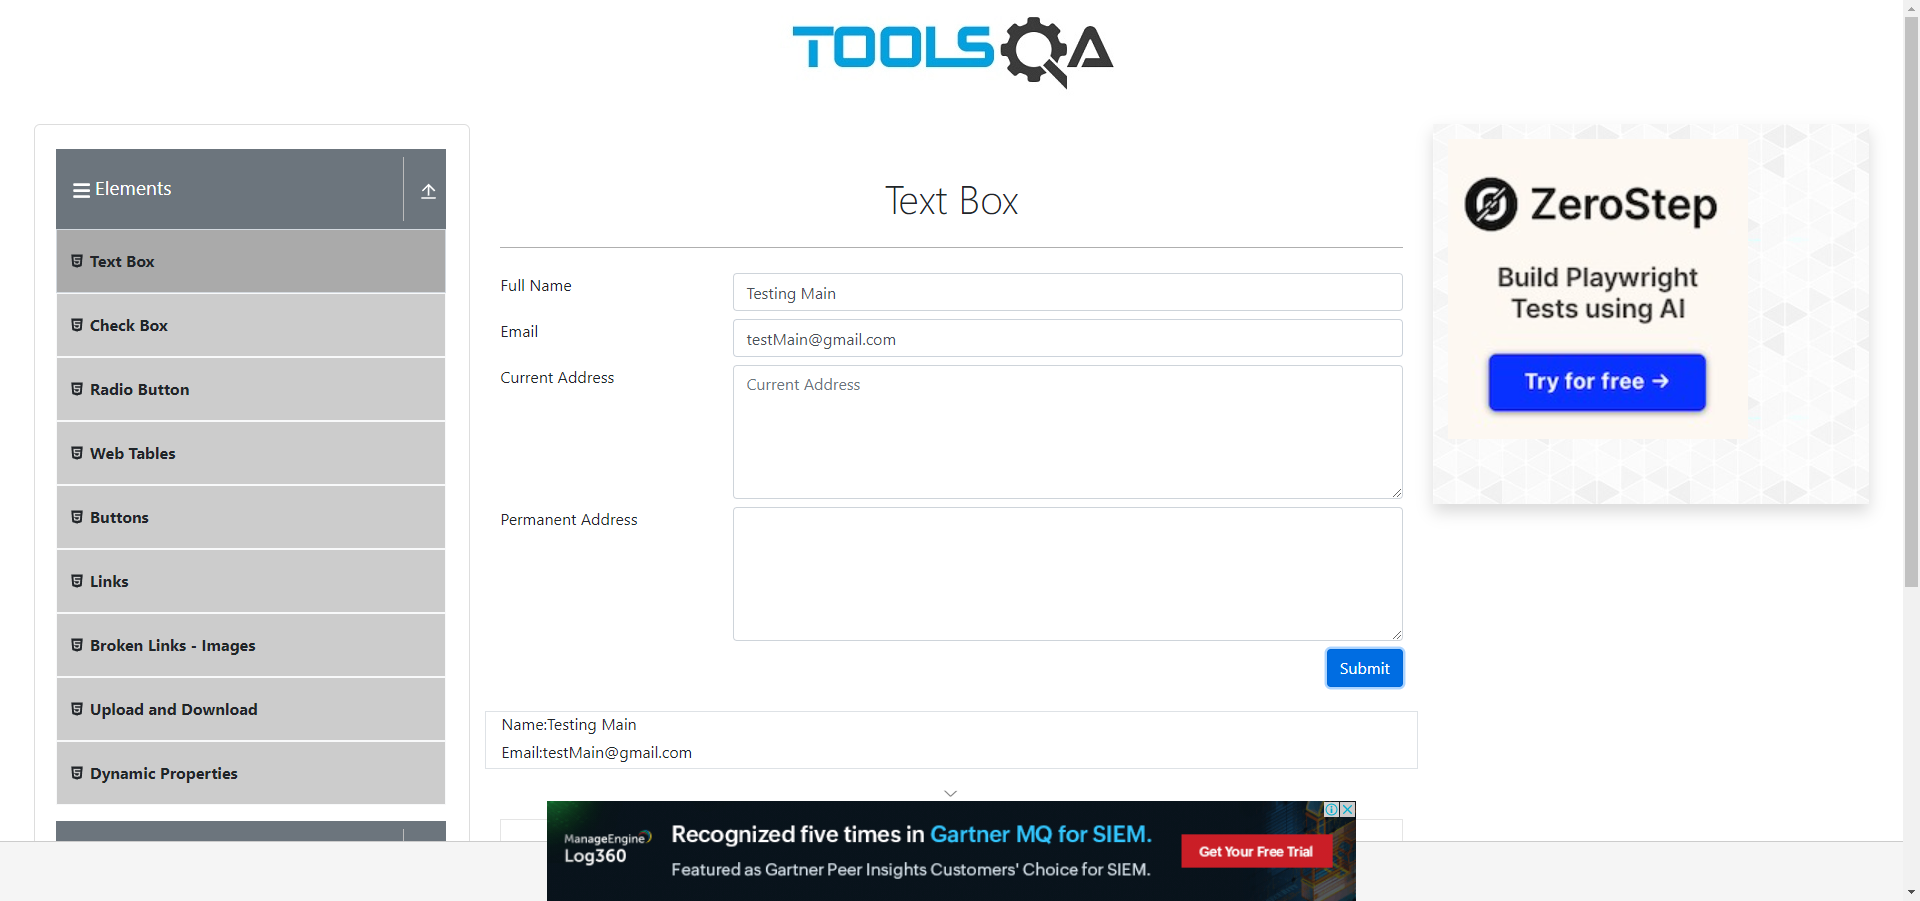 TOOLSQA
Elements
Text Box
Check Box
Radio Button
Web Tables
Buttons
Links
Broken Links - Images
Upload and Download
Dynamic Properties
Text Box
Full Name
Testing Main
Email
testMain@gmail.com
Current Address
Current Address
Permanent Address
Submit
Name:Testing Main
Email:testMain@gmail.com
ZeroStep
Build Playwright
Tests using AI
Try for free →
ManageEngine
Log360
Recognized five times in Gartner MQ for SIEM.
Featured as Gartner Peer Insights Customers' Choice for SIEM.
Get Your Free Trial